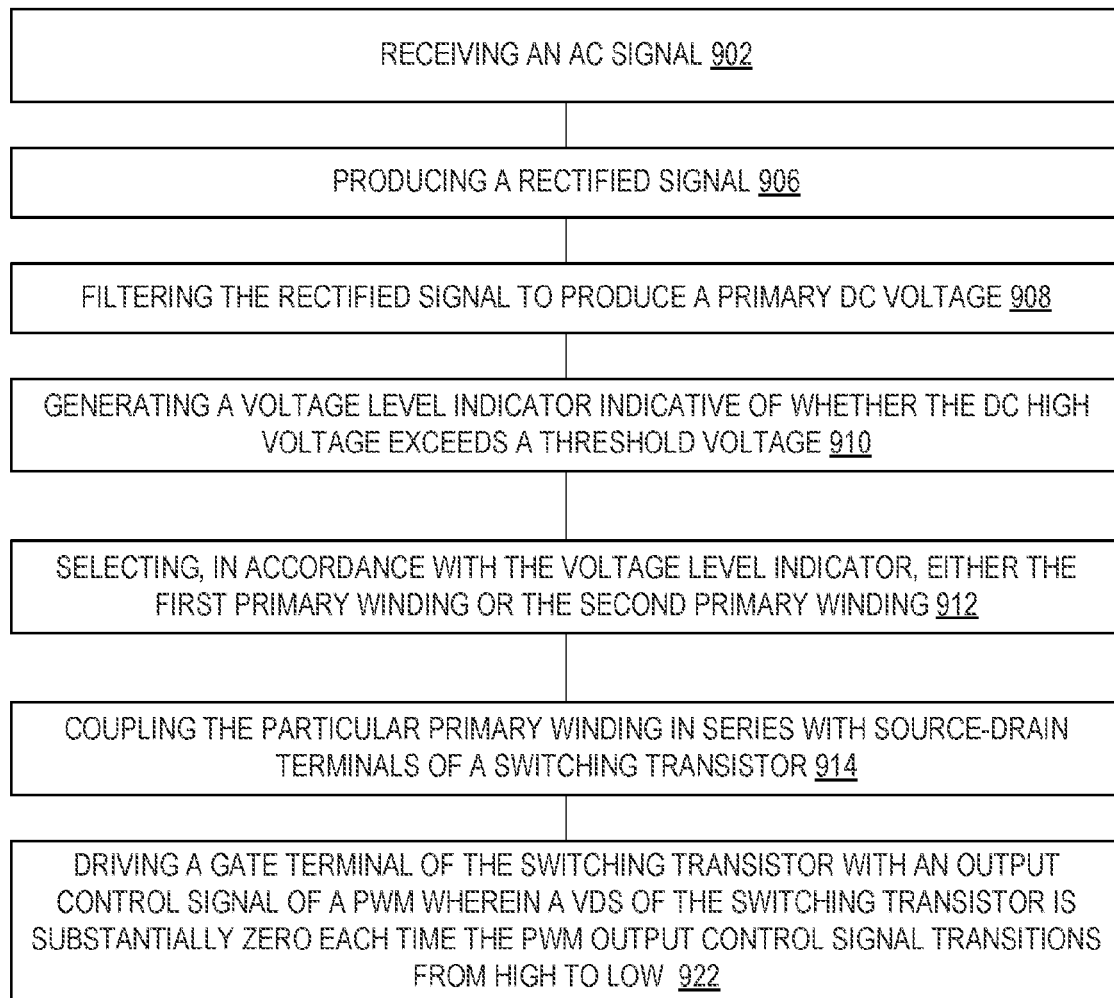 RECEIVING AN AC SIGNAL 902
PRODUCING A RECTIFIED SIGNAL 906
FILTERING THE RECTIFIED SIGNAL TO PRODUCE A PRIMARY DC VOLTAGE 908
GENERATING A VOLTAGE LEVEL INDICATOR INDICATIVE OF WHETHER THE DC HIGH
VOLTAGE EXCEEDS A THRESHOLD VOLTAGE 910
SELECTING, IN ACCORDANCE WITH THE VOLTAGE LEVEL INDICATOR, EITHER THE
FIRST PRIMARY WINDING OR THE SECOND PRIMARY WINDING 912
COUPLING THE PARTICULAR PRIMARY WINDING IN SERIES WITH SOURCE-DRAIN
TERMINALS OF A SWITCHING TRANSISTOR 914
DRIVING A GATE TERMINAL OF THE SWITCHING TRANSISTOR WITH AN OUTPUT
CONTROL SIGNAL OF A PWM WHEREIN A VDS OF THE SWITCHING TRANSISTOR IS
SUBSTANTIALLY ZERO EACH TIME THE PWM OUTPUT CONTROL SIGNAL TRANSITIONS
FROM HIGH TO LOW 922